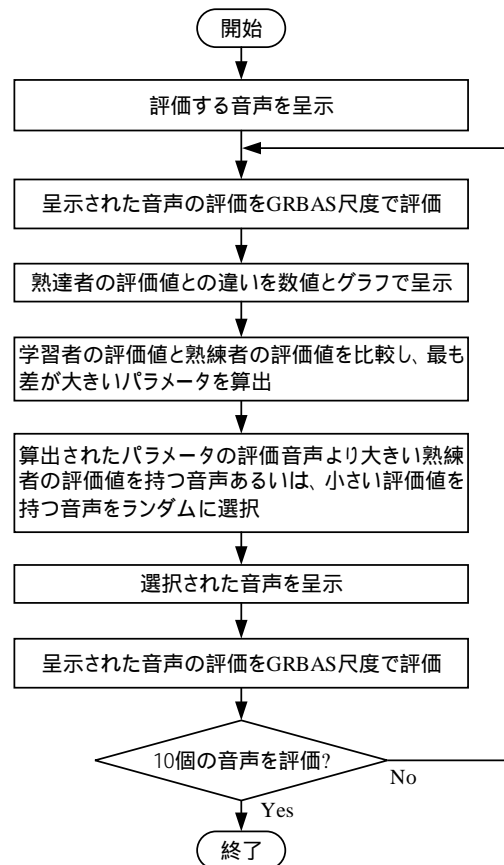 開始
評価する音声を呈示
呈示された音声の評価をGRBAS尺度で評価
熟達者の評価値との違いを数値とグラフで呈示
学習者の評価値と熟練者の評価値を比較し、最も
差が大きいパラメータを算出
算出されたパラメータの評価音声より大きい熟練
者の評価値を持つ音声あるいは、小さい評価値を
持つ音声をランダムに選択
選択された音声を呈示
呈示された音声の評価をGRBAS尺度で評価
10個の音声を評価?
No
Yes
終了